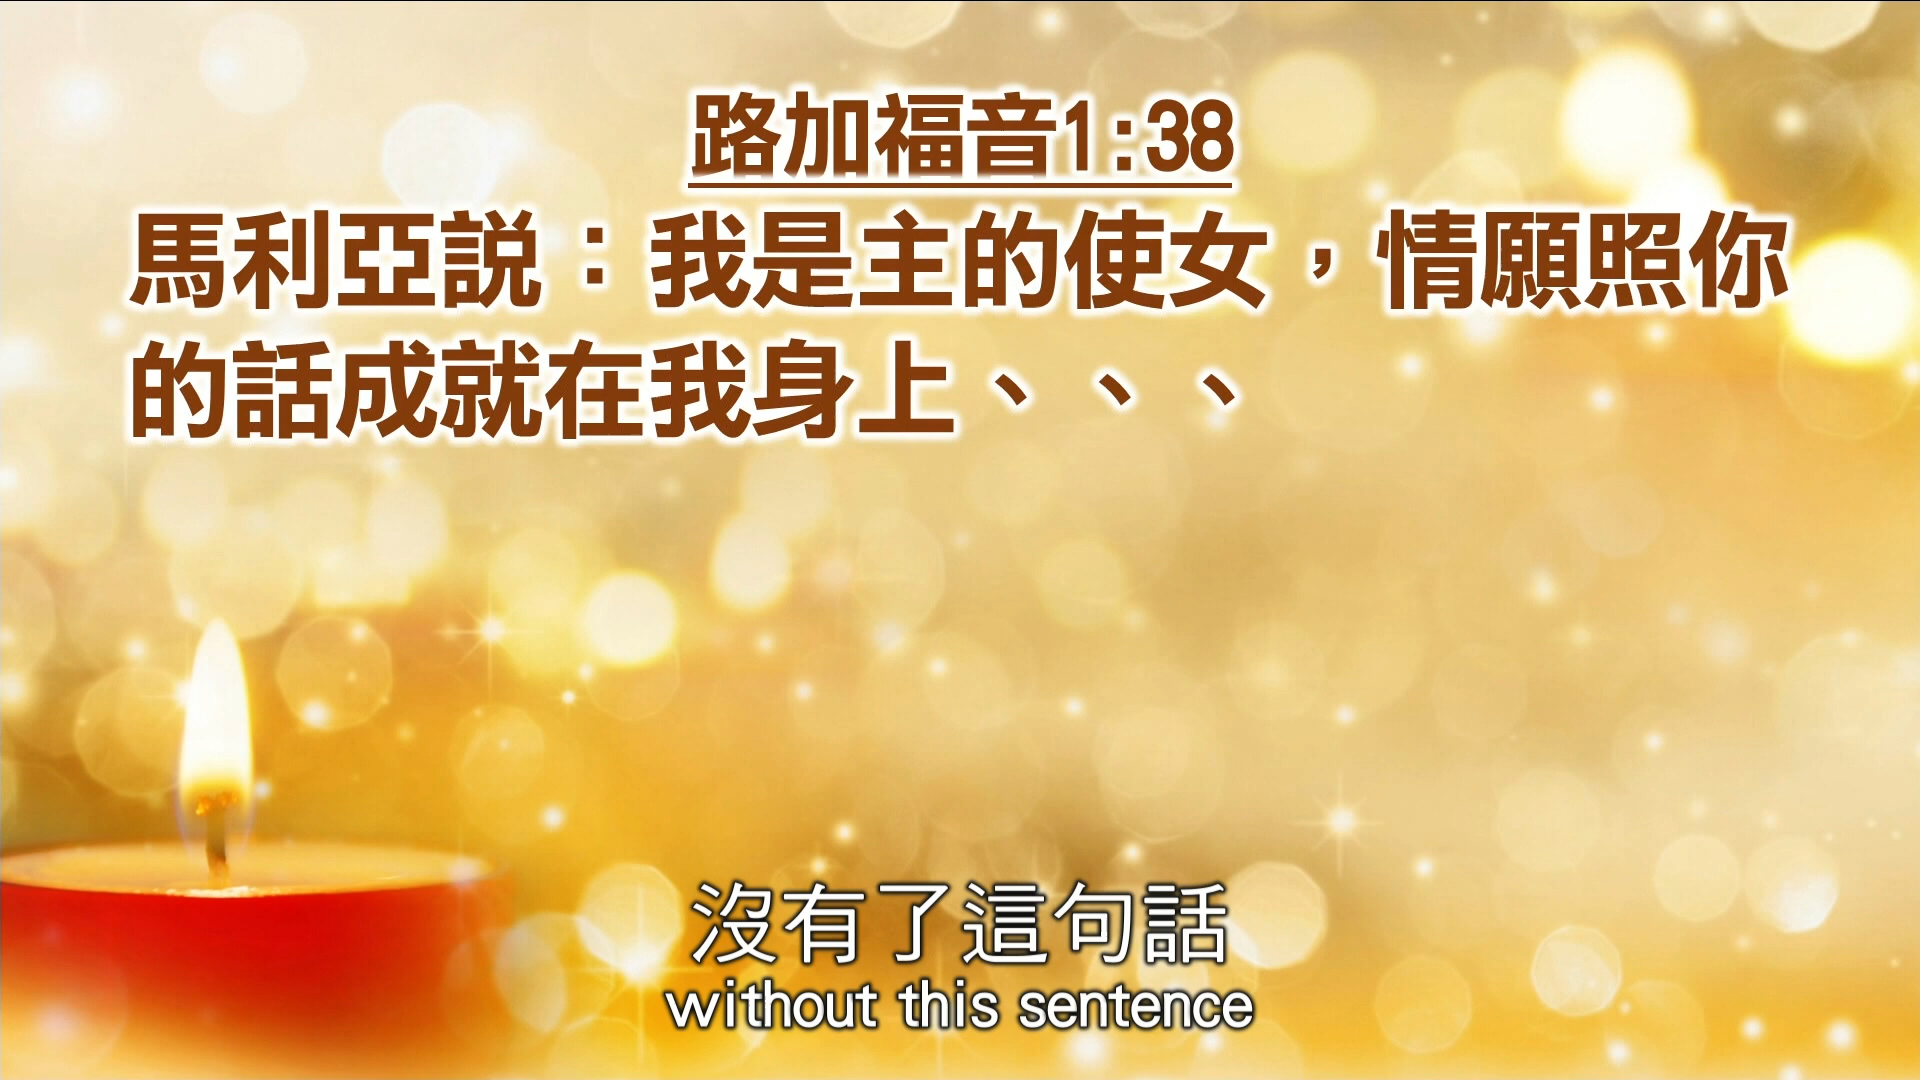 路加福音1:38
馬利亞説：我是主的使女，情願照你
的話成就在我身上、、、
沒有了這句話
without this sentence